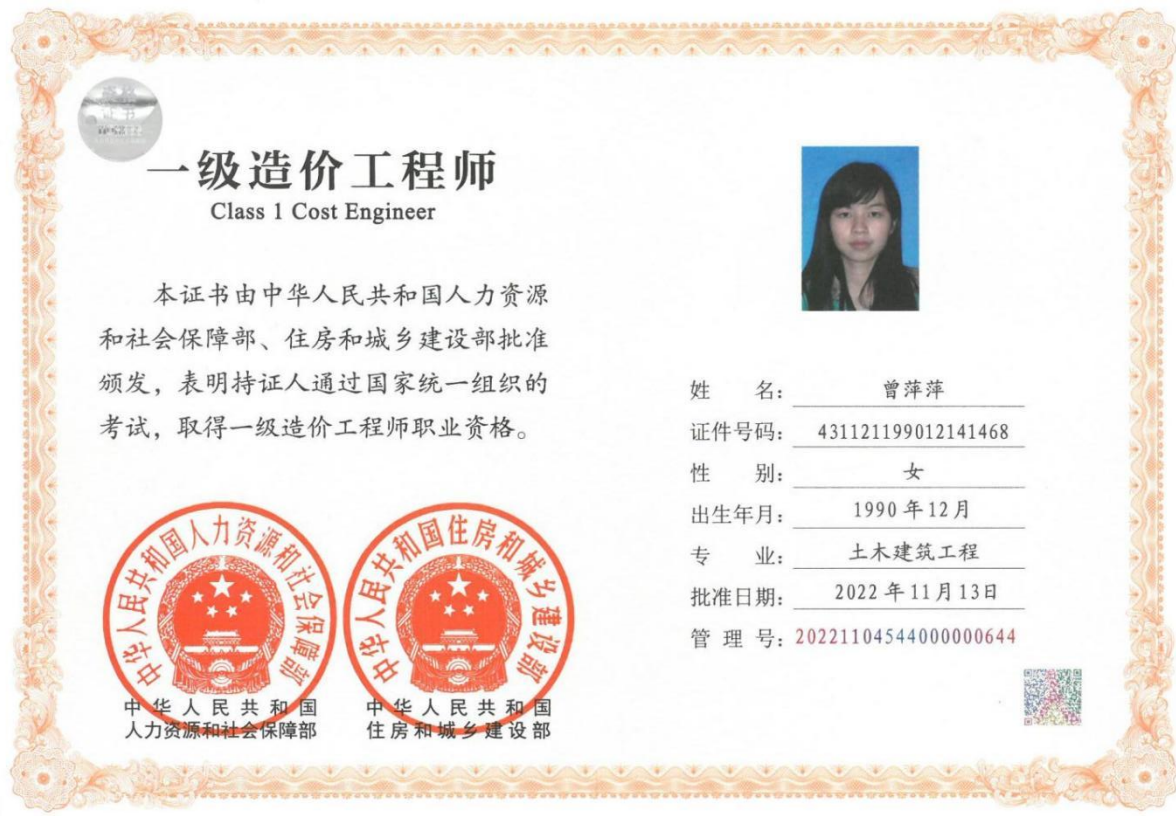 一级造价工程师
Class 1 Cost Engineer
本证书由中华人民共和国人力资源
和社会保障部、住房和城乡建设部批准
颁发，表明持证人通过国家统一组织的
考试，取得一级造价工程师职业资格。
中华人民共和国人力资源和社会保障部
中华人民共和国住房和城乡建设部
中华人民共和国
人力资源和社会保障部
中华人民共和国
住房和城乡建设部
姓 名： 曾萍萍
证件号码： 431121199012141468
性 别： 女
出生年月： 1990年12月
专 业： 土木建筑工程
批准日期： 2022年11月13日
管 理 号： 20221104544000000644